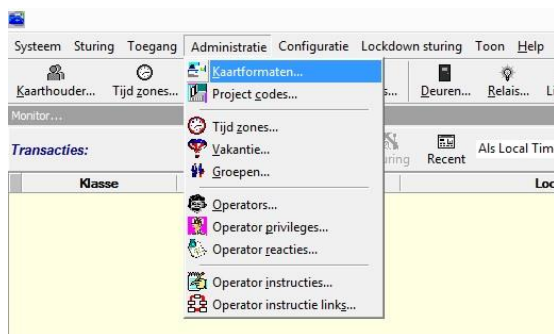 Systeem Sturing Toegang Administratie Configuratie Lockdown sturing Toon Help
Kaarthouder... Tijd zones... Deuren... Relais...
Monitor...
Transacties: Recent Als Local Tim
Klasse Loc
Kaartformaten...
Project codes...
Tijd zones...
Vakantie...
Groepen...
Operators...
Operator privileges...
Operator reacties...
Operator instructies...
Operator instructie links...